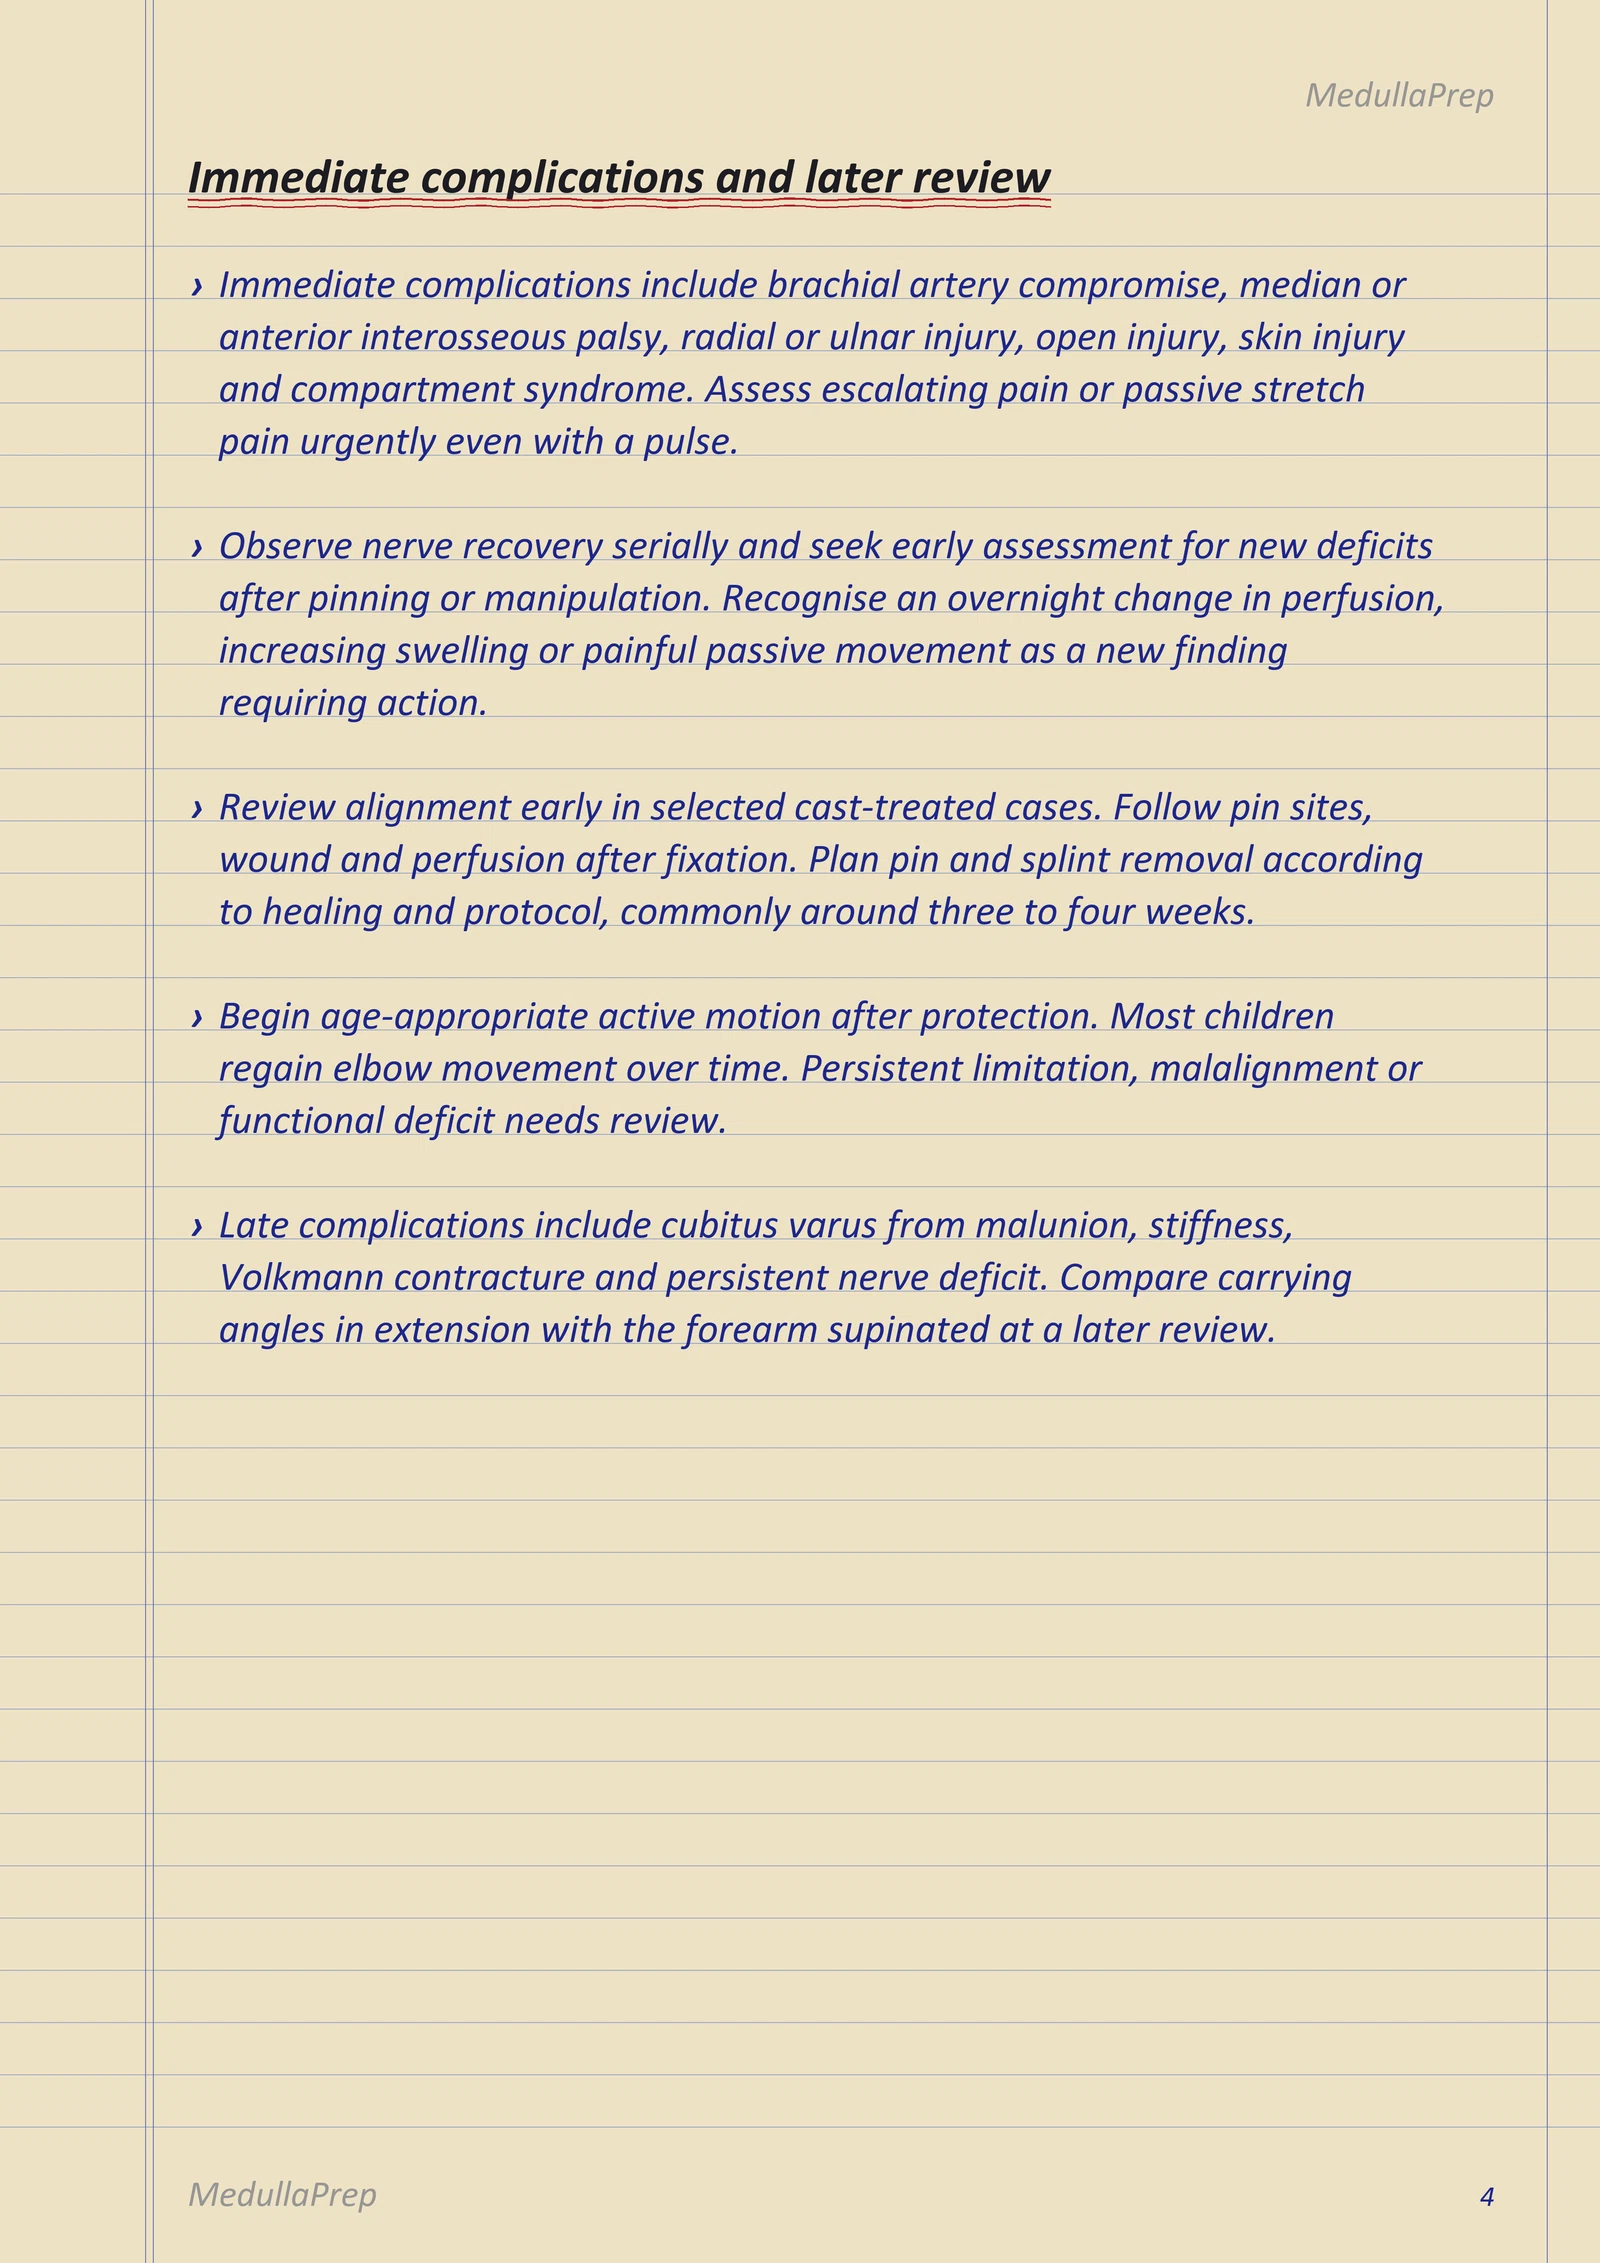 MedullaPrep
Immediate complications and later review
› Immediate complications include brachial artery compromise, median or
anterior interosseous palsy, radial or ulnar injury, open injury, skin injury
and compartment syndrome. Assess escalating pain or passive stretch
pain urgently even with a pulse.
› Observe nerve recovery serially and seek early assessment for new deficits
after pinning or manipulation. Recognise an overnight change in perfusion,
increasing swelling or painful passive movement as a new finding
requiring action.
› Review alignment early in selected cast-treated cases. Follow pin sites,
wound and perfusion after fixation. Plan pin and splint removal according
to healing and protocol, commonly around three to four weeks.
› Begin age-appropriate active motion after protection. Most children
regain elbow movement over time. Persistent limitation, malalignment or
functional deficit needs review.
› Late complications include cubitus varus from malunion, stiffness,
Volkmann contracture and persistent nerve deficit. Compare carrying
angles in extension with the forearm supinated at a later review.
MedullaPrep
4